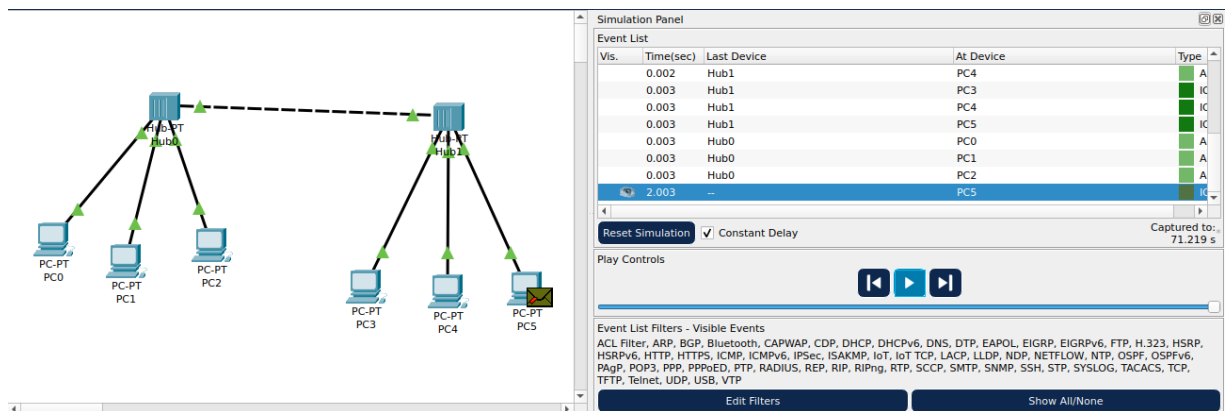 Hub-PT
Hub0
Hub-PT
Hub1
PC-PT
PC0
PC-PT
PC1
PC-PT
PC2
PC-PT
PC3
PC-PT
PC4
PC-PT
PC5
Simulation Panel
Event List
Vis. Time(sec) Last Device At Device Type
0.002 Hub1 PC4 A
0.003 Hub1 PC3 IC
0.003 Hub1 PC4 IC
0.003 Hub1 PC5 IC
0.003 Hub0 PC0 A
0.003 Hub0 PC1 A
0.003 Hub0 PC2 A
2.003 -- PC5 IC
Reset Simulation Constant Delay Captured to:
71.219 s
Play Controls
Event List Filters - Visible Events
ACL Filter, ARP, BGP, Bluetooth, CAPWAP, CDP, DHCP, DHCPv6, DNS, DTP, EAPOL, EIGRP, EIGRPv6, FTP, H.323, HSRP,
HSRPv6, HTTP, HTTPS, ICMP, ICMPv6, IPSec, ISAKMP, IoT, IoT TCP, LACP, LLDP, NDP, NETFLOW, NTP, OSPF, OSPFv6,
PAgP, POP3, PPP, PPPoED, PTP, RADIUS, REP, RIP, RIPng, RTP, SCCP, SMTP, SNMP, SSH, STP, SYSLOG, TACACS, TCP,
TFTP, Telnet, UDP, USB, VTP
Edit Filters Show All/None